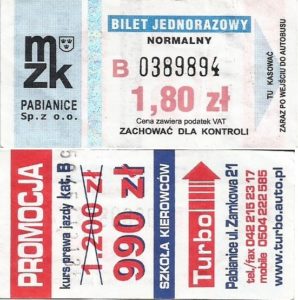 BILET JEDNORAZOWY
NORMALNY
B 0389894
1,80 zł
Cena zawiera podatek VAT
ZACHOWAĆ DLA KONTROLI
mzk
PABIANICE
Sp. z o.o.
TU KASOWAĆ
ZARAZ PO WEJŚCIU DO AUTOBUSU
PROMOCJA
kurs prawa jazdy kat. B
1.200 zł
990 zł
SZKOŁA KIEROWCÓW
Turbo
Pabianice ul. Zamkowa 21
tel./fax 042 215 23 17
mobile 0504 222 585
www.turbo.auto.pl